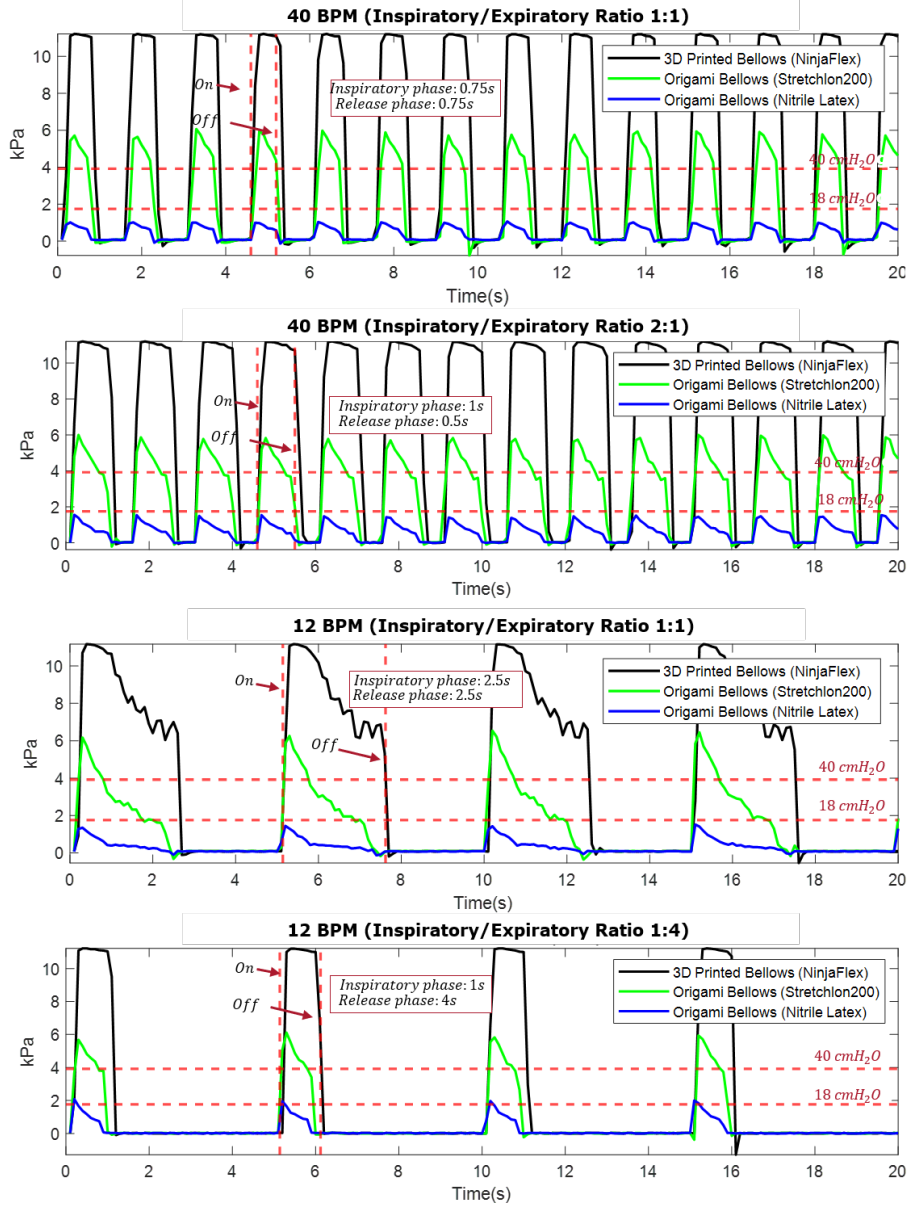 40 BPM (Inspiratory/Expiratory Ratio 1:1)
kPa
10
8
6
4
2
0
On
Off
Inspiratory phase: 0.75s
Release phase: 0.75s
3D Printed Bellows (NinjaFlex)
Origami Bellows (Stretchlon200)
Origami Bellows (Nitrile Latex)
40 cmH2O
18 cmH2O
0 2 4 6 8 10 12 14 16 18 20
Time(s)
40 BPM (Inspiratory/Expiratory Ratio 2:1)
kPa
10
8
6
4
2
0
On
Off
Inspiratory phase: 1s
Release phase: 0.5s
3D Printed Bellows (NinjaFlex)
Origami Bellows (Stretchlon200)
Origami Bellows (Nitrile Latex)
40 cmH2O
18 cmH2O
0 2 4 6 8 10 12 14 16 18 20
Time(s)
12 BPM (Inspiratory/Expiratory Ratio 1:1)
kPa
10
8
6
4
2
0
On
Off
Inspiratory phase: 2.5s
Release phase: 2.5s
3D Printed Bellows (NinjaFlex)
Origami Bellows (Stretchlon200)
Origami Bellows (Nitrile Latex)
40 cmH2O
18 cmH2O
0 2 4 6 8 10 12 14 16 18 20
Time(s)
12 BPM (Inspiratory/Expiratory Ratio 1:4)
kPa
10
8
6
4
2
0
On
Off
Inspiratory phase: 1s
Release phase: 4s
3D Printed Bellows (NinjaFlex)
Origami Bellows (Stretchlon200)
Origami Bellows (Nitrile Latex)
40 cmH2O
18 cmH2O
0 2 4 6 8 10 12 14 16 18 20
Time(s)